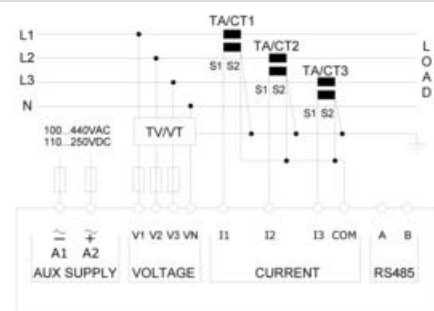 TA/CT1
L1
L2
TA/CT2
L3
TA/CT3
N
S1 S2
S1 S2
S1 S2
LOAD
100...440VAC
110...250VDC
TV/VT
A1 A2
V1 V2 V3 VN
I1 I2 I3 COM
A B
AUX SUPPLY VOLTAGE CURRENT RS485